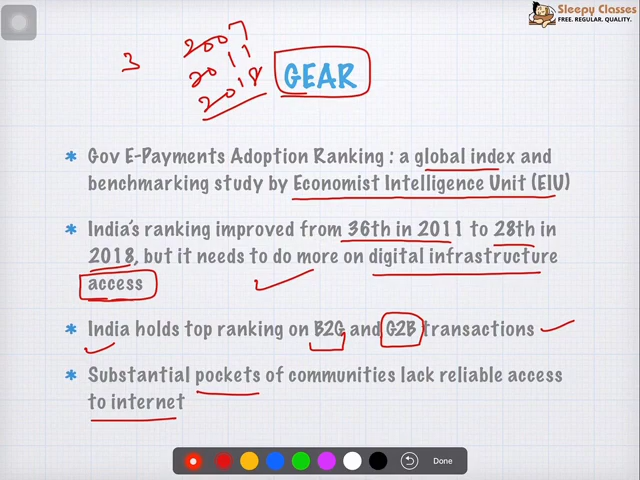 Sleepy Classes
FREE. REGULAR. QUALITY.
3
2007
2011
2018
GEAR
* Gov E-Payments Adoption Ranking : a global index and
benchmarking study by Economist Intelligence Unit (EIU)
* India's ranking improved from 36th in 2011 to 28th in
2018, but it needs to do more on digital infrastructure
access
* India holds top ranking on B2G and G2B transactions
* Substantial pockets of communities lack reliable access
to internet
Done